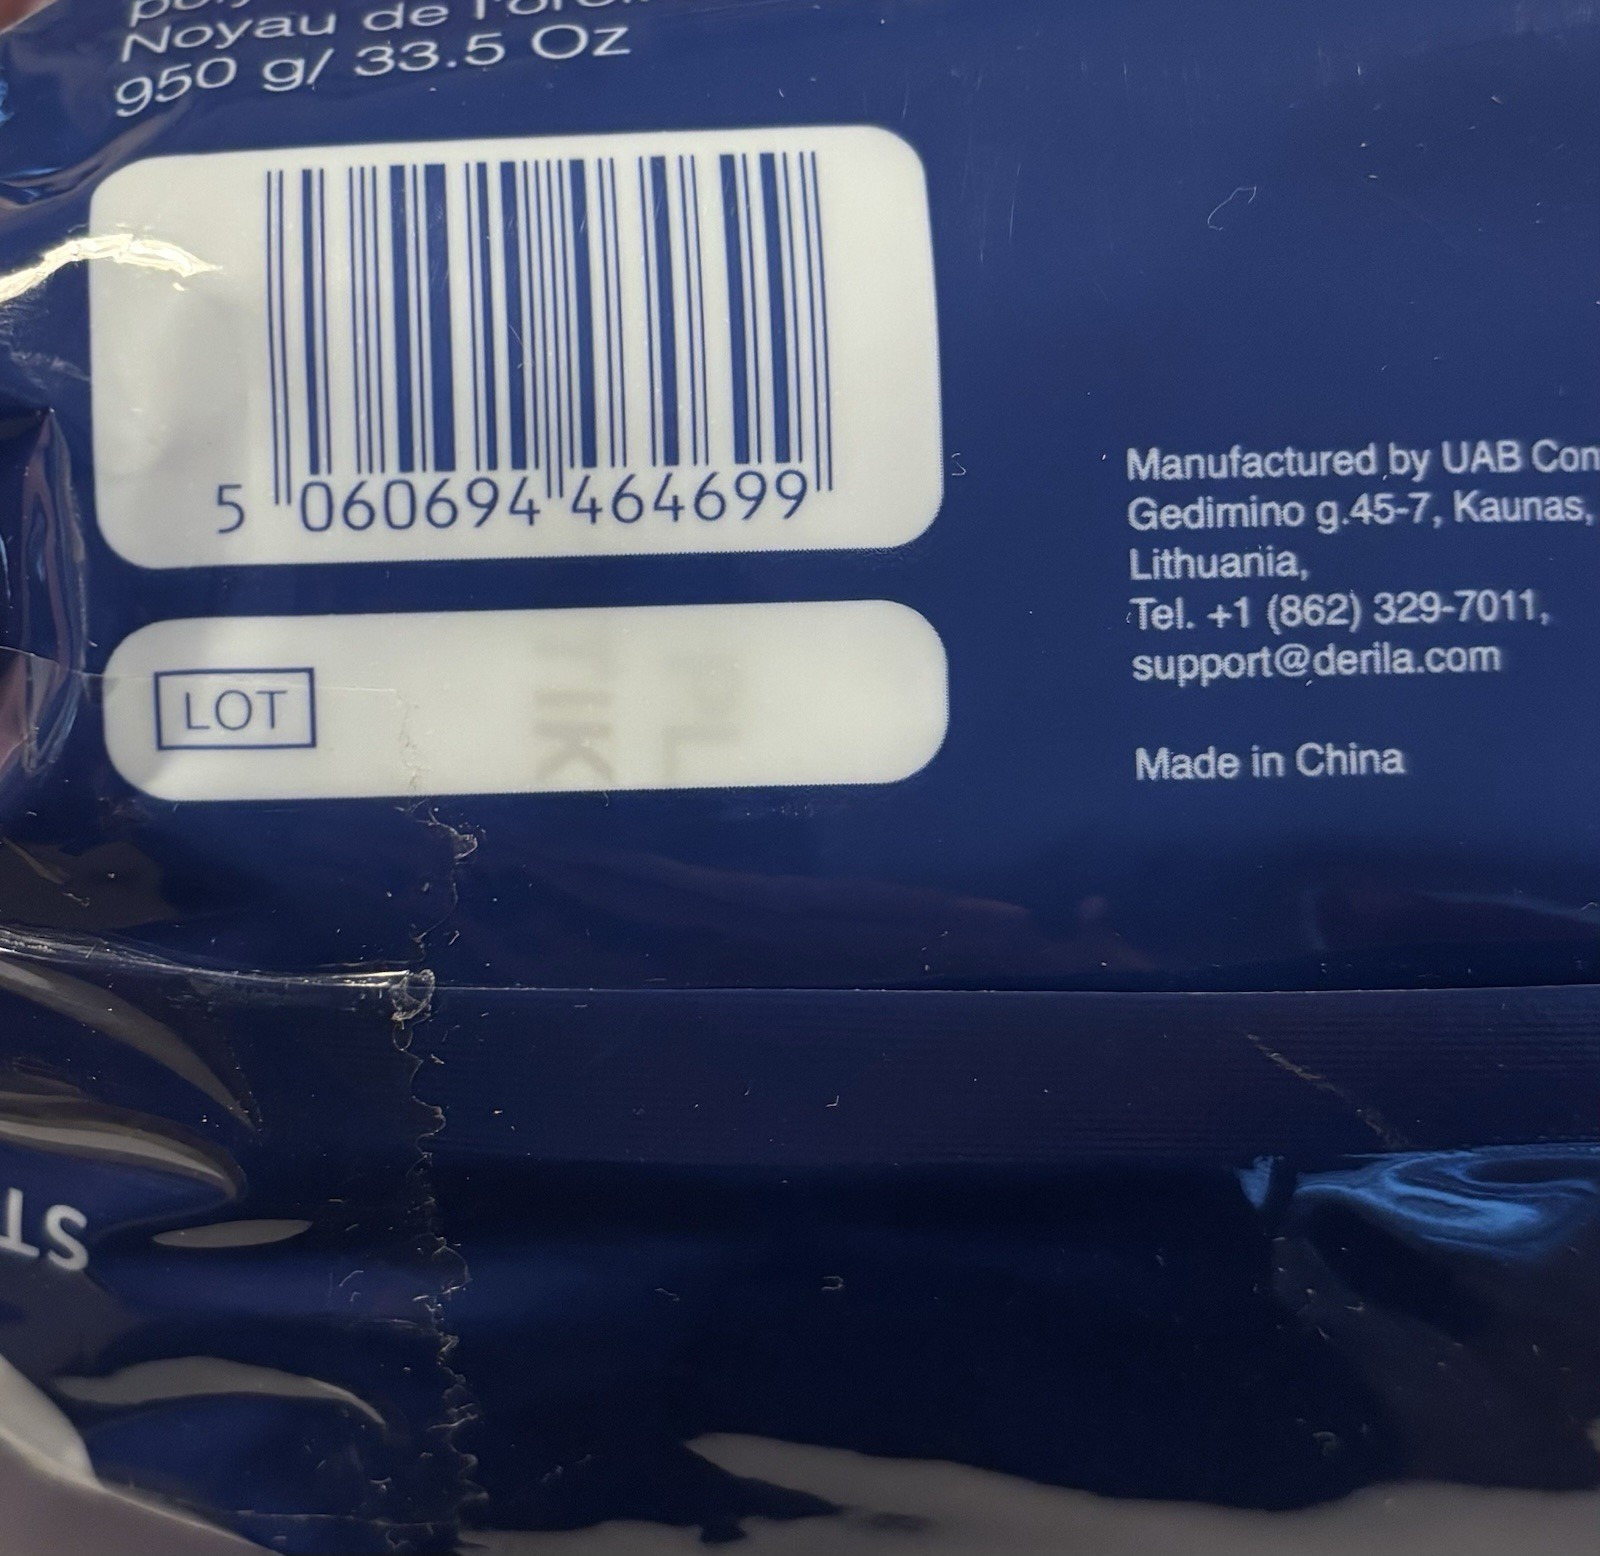 Noyau de
950 g/ 33.5 Oz
5 060694 464699
LOT
Manufactured by UAB
Gedimino g.45-7, Kaunas,
Lithuania,
Tel. +1 (862) 329-7011,
support@derila.com
Made in China